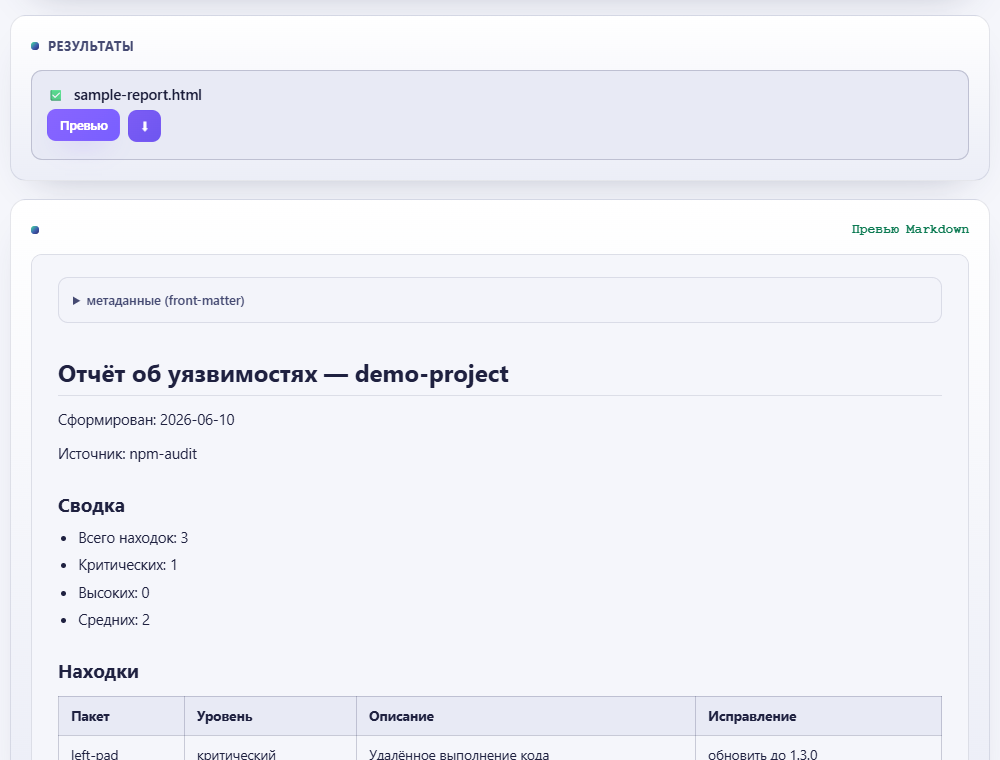 РЕЗУЛЬТАТЫ
sample-report.html
Превью
Превью Markdown
метаданные (front-matter)
Отчёт об уязвимостях — demo-project
Сформирован: 2026-06-10
Источник: npm-audit
Сводка
Всего находок: 3
Критических: 1
Высоких: 0
Средних: 2
Находки
Пакет Уровень Описание Исправление
left-pad критический Удалённое выполнение кода обновить до 1.3.0